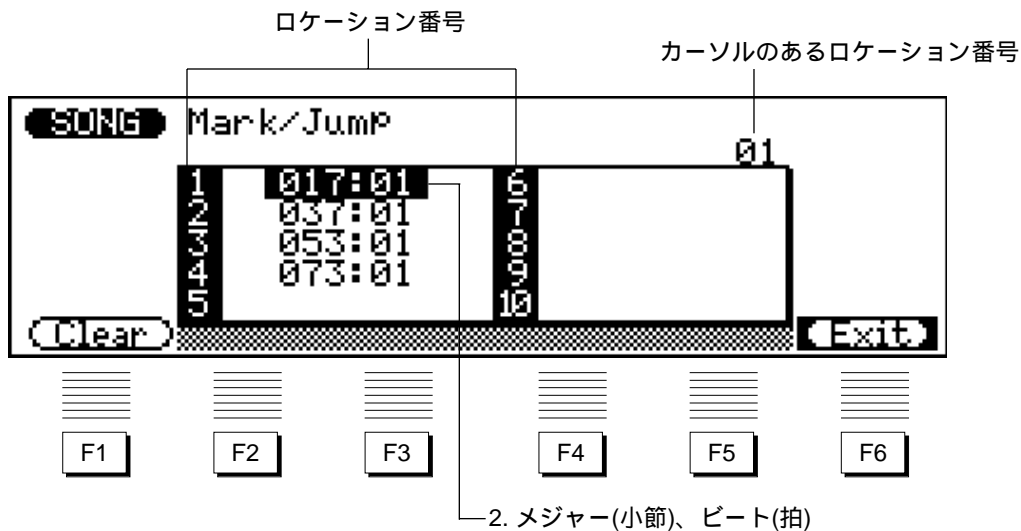 ロケーション番号
カーソルのあるロケーション番号
SONG Mark/Jump
01
1 017:01 6
2 037:01 7
3 053:01 8
4 073:01 9
5 10
Clear Exit
F1 F2 F3 F4 F5 F6
2. メジャー(小節)、ビート(拍)